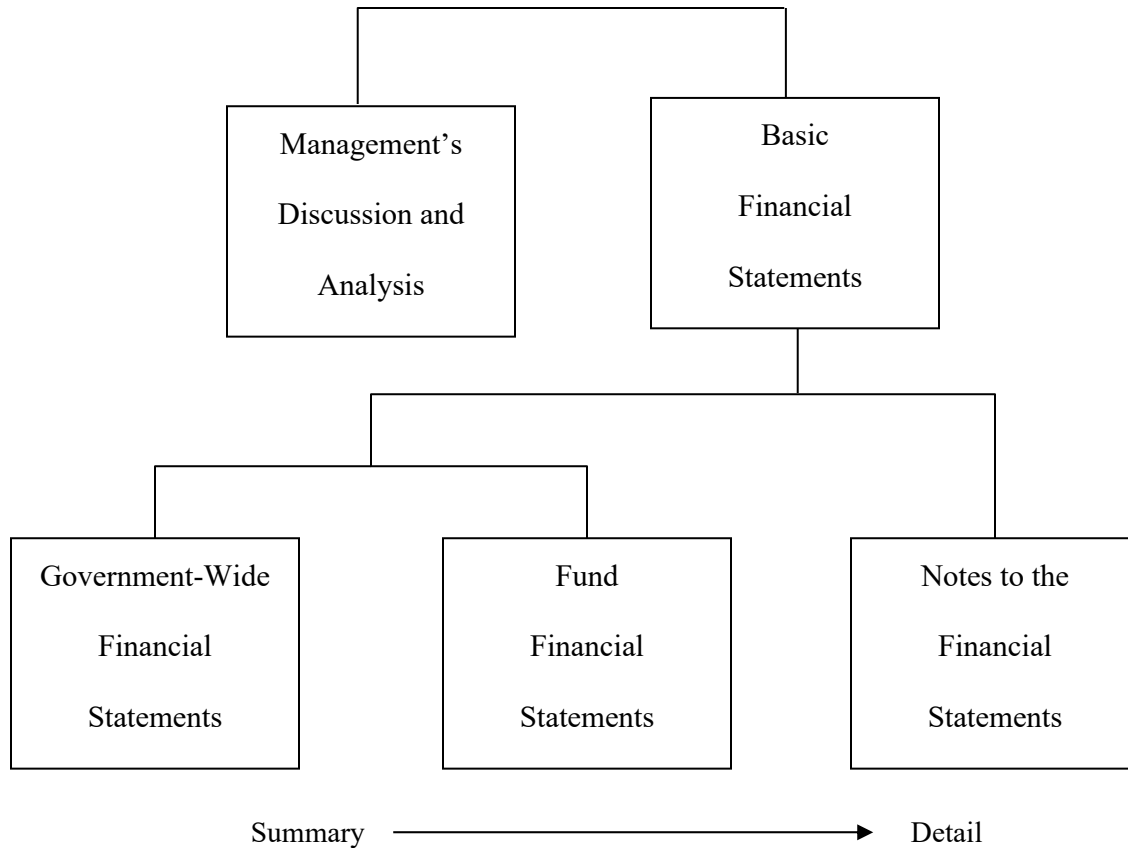 Management’s
Discussion and
Analysis
Basic
Financial
Statements
Government-Wide
Financial
Statements
Fund
Financial
Statements
Notes to the
Financial
Statements
Summary
Detail